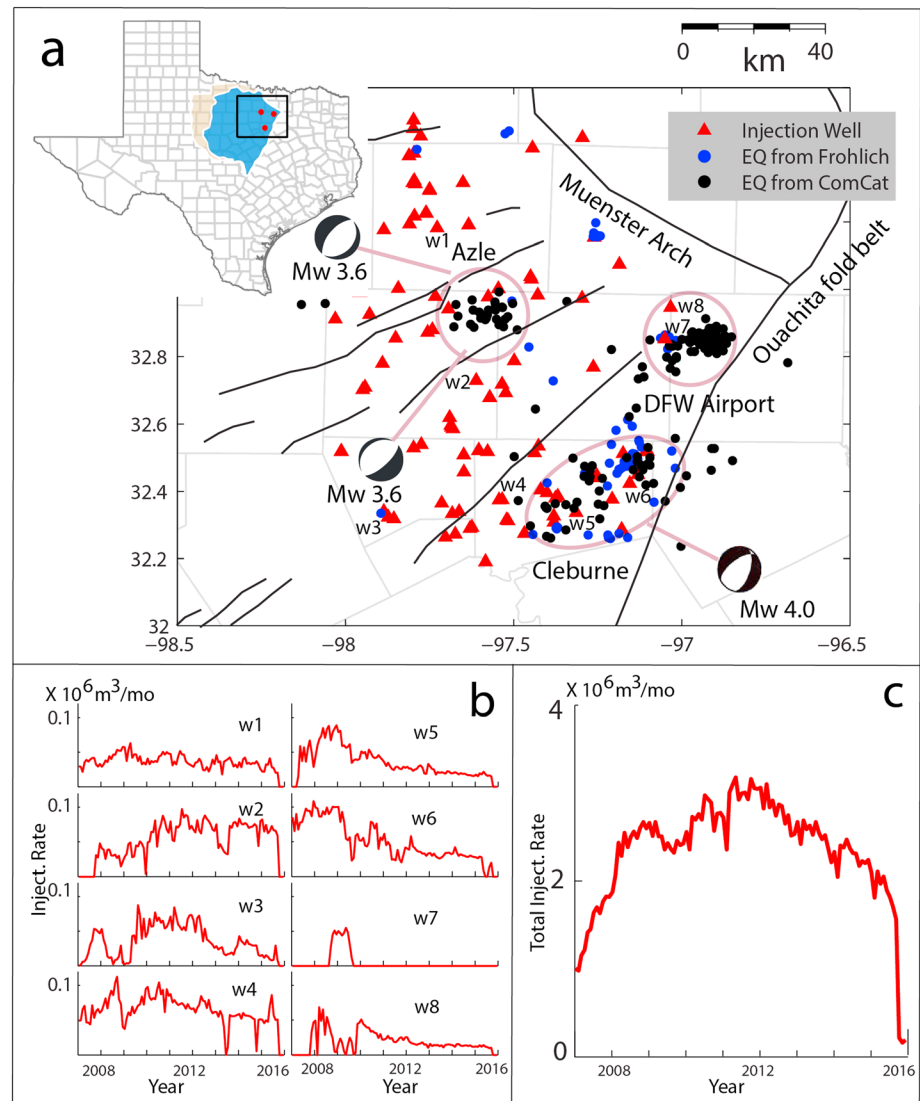 a
0 40
km
Injection Well
EQ from Frohlich
EQ from ComCat
Muenster Arch
Ouachita fold belt
w1
Azle
Mw 3.6
w8
w7
32.8
w2
DFW Airport
32.6
Mw 3.6
w4
32.4
w6
w3
w5
32.2
Cleburne
Mw 4.0
32
−98.5 −98 −97.5 −97 −96.5
b
X 10⁶m³/mo
0.1
w1
w5
0.1
w2
w6
Inject. Rate
0.1
w3
w7
0.1
w4
w8
2008 2012 2016 2008 2012 2016
Year Year
c
X 10⁶m³/mo
4
Total Inject. Rate
2
0
2008 2012 2016
Year